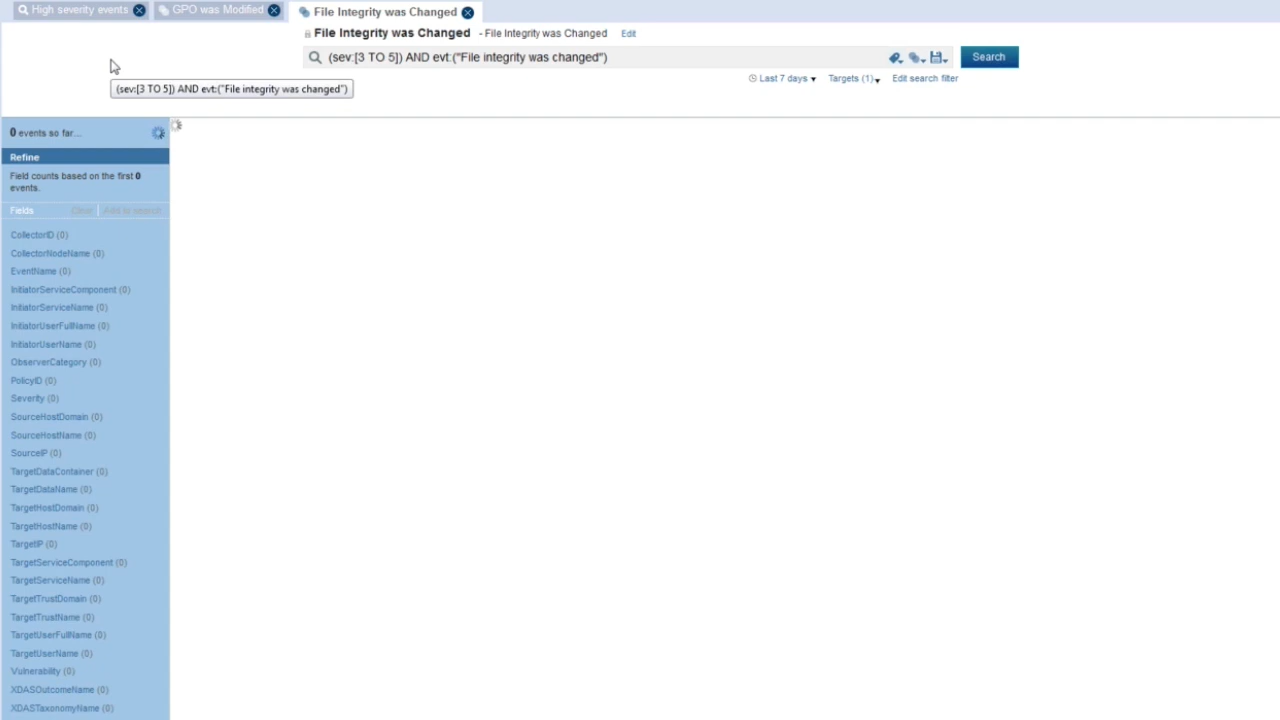 High severity events
GPO was Modified
File Integrity was Changed
File Integrity was Changed - File Integrity was Changed Edit
(sev:[3 TO 5]) AND evt:("File integrity was changed")
Search
Last 7 days
Targets (1)
Edit search filter
(sev:[3 TO 5]) AND evt:("File integrity was changed")
0 events so far...
Refine
Field counts based on the first 0
events.
Fields Clear Add to search
CollectorID (0)
CollectorNodeName (0)
EventName (0)
InitiatorServiceComponent (0)
InitiatorServiceName (0)
InitiatorUserFullName (0)
InitiatorUserName (0)
ObserverCategory (0)
PolicyID (0)
Severity (0)
SourceHostDomain (0)
SourceHostName (0)
SourceIP (0)
TargetDataContainer (0)
TargetDataName (0)
TargetHostDomain (0)
TargetHostName (0)
TargetIP (0)
TargetServiceComponent (0)
TargetServiceName (0)
TargetTrustDomain (0)
TargetTrustName (0)
TargetUserFullName (0)
TargetUserName (0)
Vulnerability (0)
XDASOutcomeName (0)
XDASTaxonomyName (0)